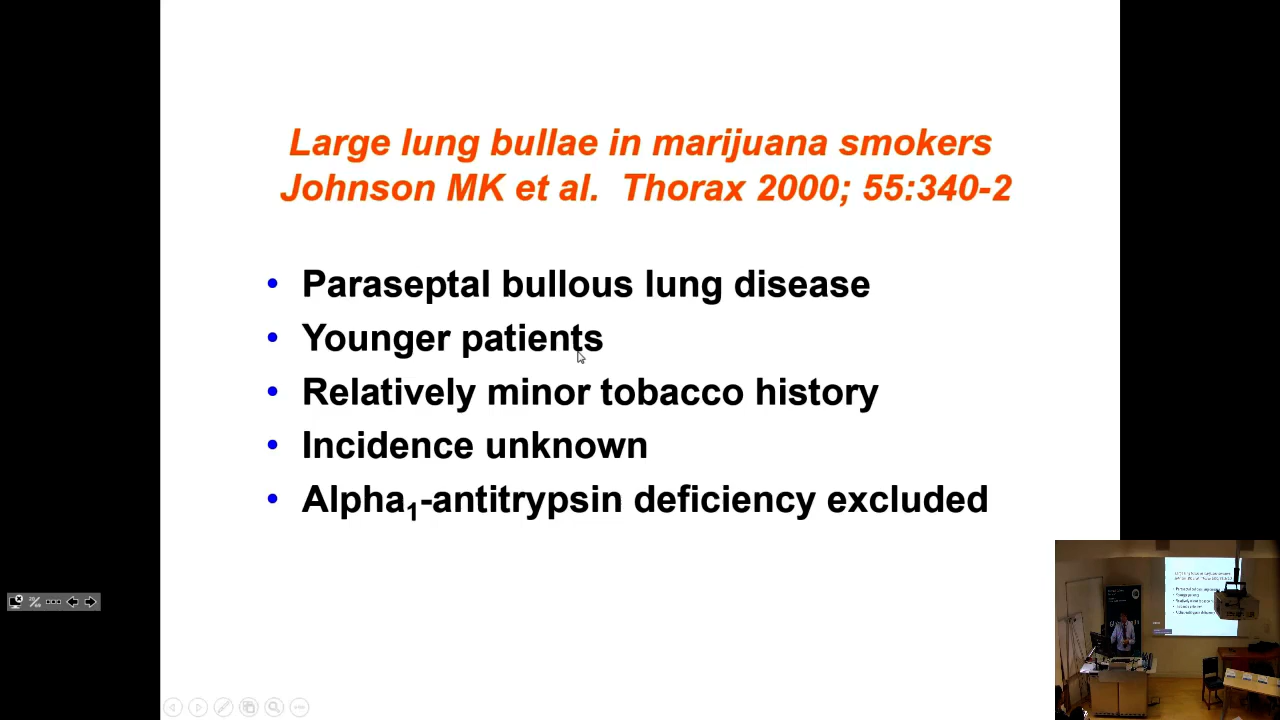 Large lung bullae in marijuana smokers
Johnson MK et al. Thorax 2000; 55:340-2
• Paraseptal bullous lung disease
• Younger patients
• Relatively minor tobacco history
• Incidence unknown
• Alpha1-antitrypsin deficiency excluded